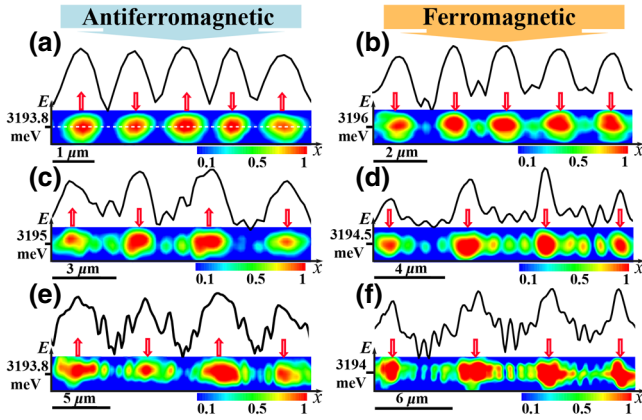 Antiferromagnetic
Ferromagnetic
(a)
E
3193.8
meV
1 μm
0.1 0.5 1
x
(b)
E
3196
meV
2 μm
0.1 0.5 1
x
(c)
E
3195
meV
3 μm
0.1 0.5 1
x
(d)
E
3194.5
meV
4 μm
0.1 0.5 1
x
(e)
E
3193.8
meV
5 μm
0.1 0.5 1
x
(f)
E
3194
meV
6 μm
0.1 0.5 1
x